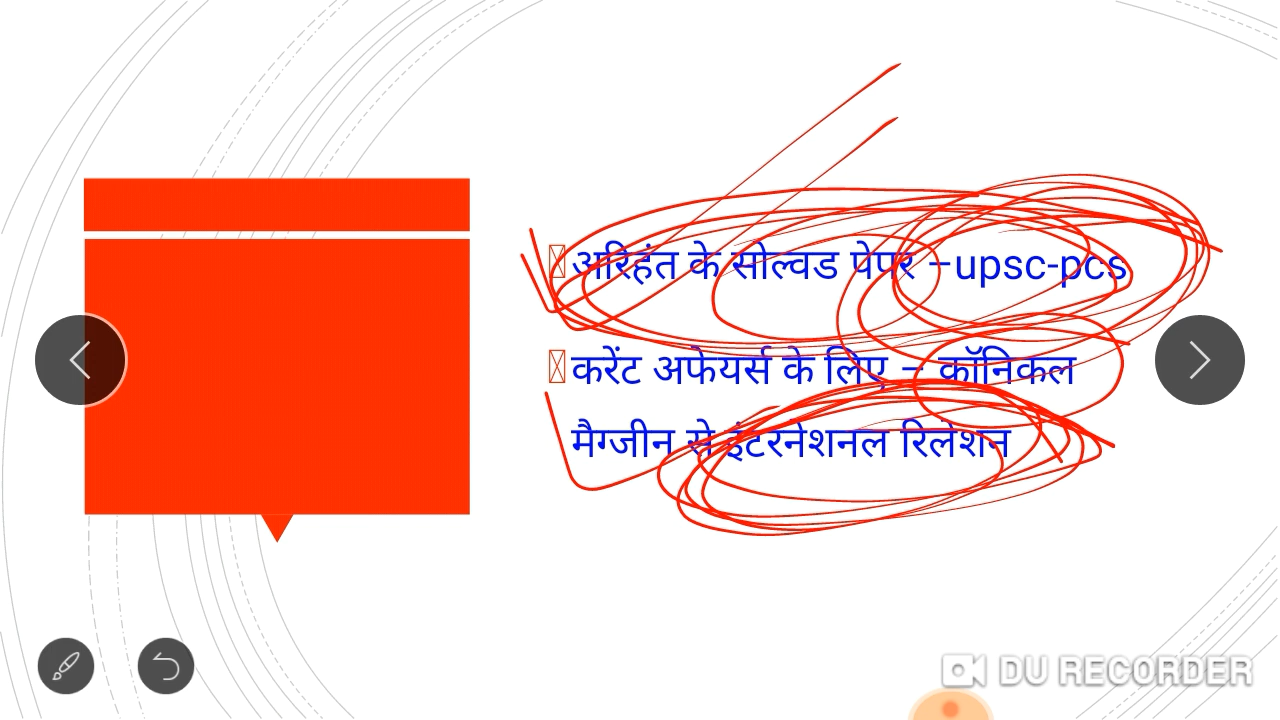 अरिहंत के सोल्वड पेपर –upsc-pcs
करेंट अफेयर्स के लिए – कॉनिकल
मैग्जीन से इंटरनेशनल रिलेशन
DU RECORDER